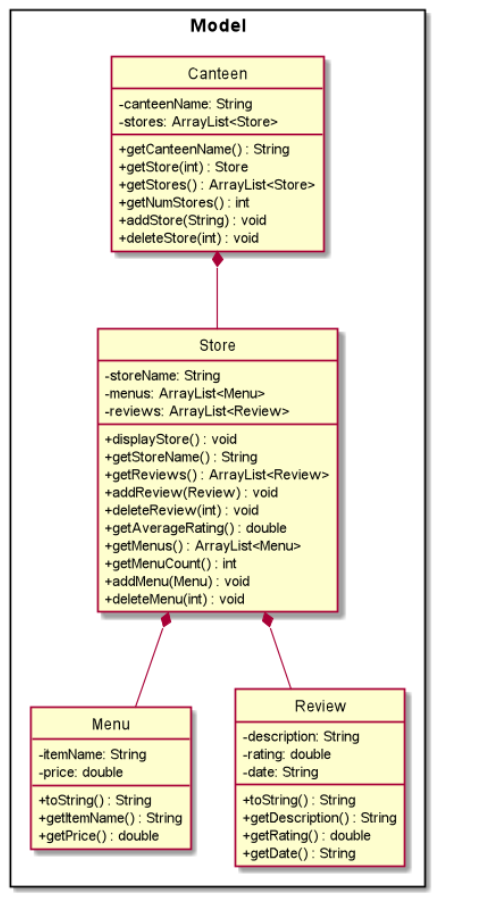 Model
Canteen
-canteenName: String
-stores: ArrayList<Store>
+getCanteenName() : String
+getStore(int) : Store
+getStores() : ArrayList<Store>
+getNumStores() : int
+addStore(String) : void
+deleteStore(int) : void
Store
-storeName: String
-menus: ArrayList<Menu>
-reviews: ArrayList<Review>
+displayStore() : void
+getStoreName() : String
+getReviews() : ArrayList<Review>
+addReview(Review) : void
+deleteReview(int) : void
+getAverageRating() : double
+getMenus() : ArrayList<Menu>
+getMenuCount() : int
+addMenu(Menu) : void
+deleteMenu(int) : void
Menu
-itemName: String
-price: double
+toString() : String
+getItemName() : String
+getPrice() : double
Review
-description: String
-rating: double
-date: String
+toString() : String
+getDescription() : String
+getRating() : double
+getDate() : String